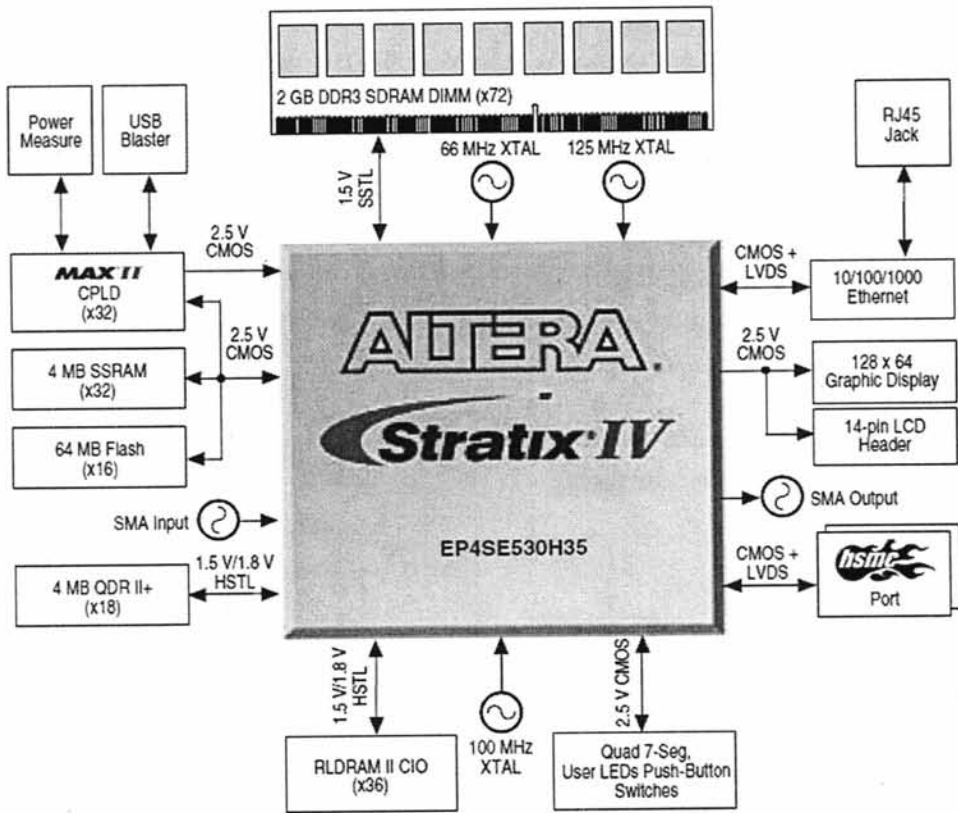 2 GB DDR3 SDRAM DIMM (x72)
Power
Measure
USB
Blaster
RJ45
Jack
66 MHz XTAL
125 MHz XTAL
1.5 V
SSTL
2.5 V
CMOS
MAX II
CPLD
(x32)
CMOS +
LVDS
10/100/1000
Ethernet
2.5 V
CMOS
4 MB SSRAM
(x32)
2.5 V
CMOS
128 x 64
Graphic Display
14-pin LCD
Header
64 MB Flash
(x16)
ALTERA.
Stratix IV
EP4SE530H35
SMA Input
SMA Output
1.5 V/1.8 V
HSTL
4 MB QDR II+
(x18)
CMOS +
LVDS
hsmc
Port
1.5 V/1.8 V
HSTL
RLDRAM II CIO
(x36)
100 MHz
XTAL
2.5 V CMOS
Quad 7-Seg,
User LEDs Push-Button
Switches